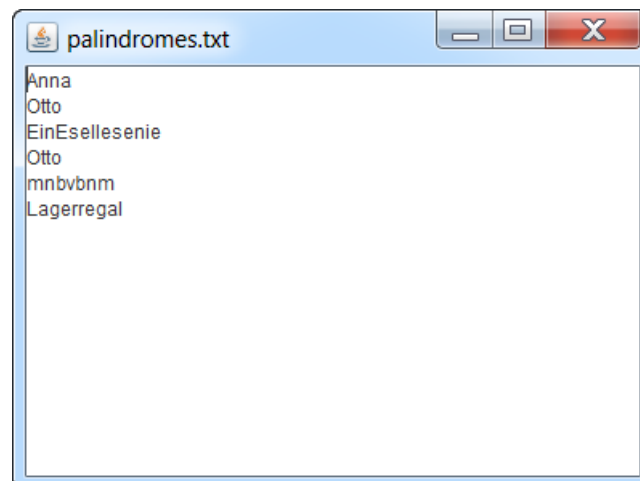 palindromes.txt
Anna
Otto
EinEsellesenie
Otto
mnbvbnm
Lagerregal